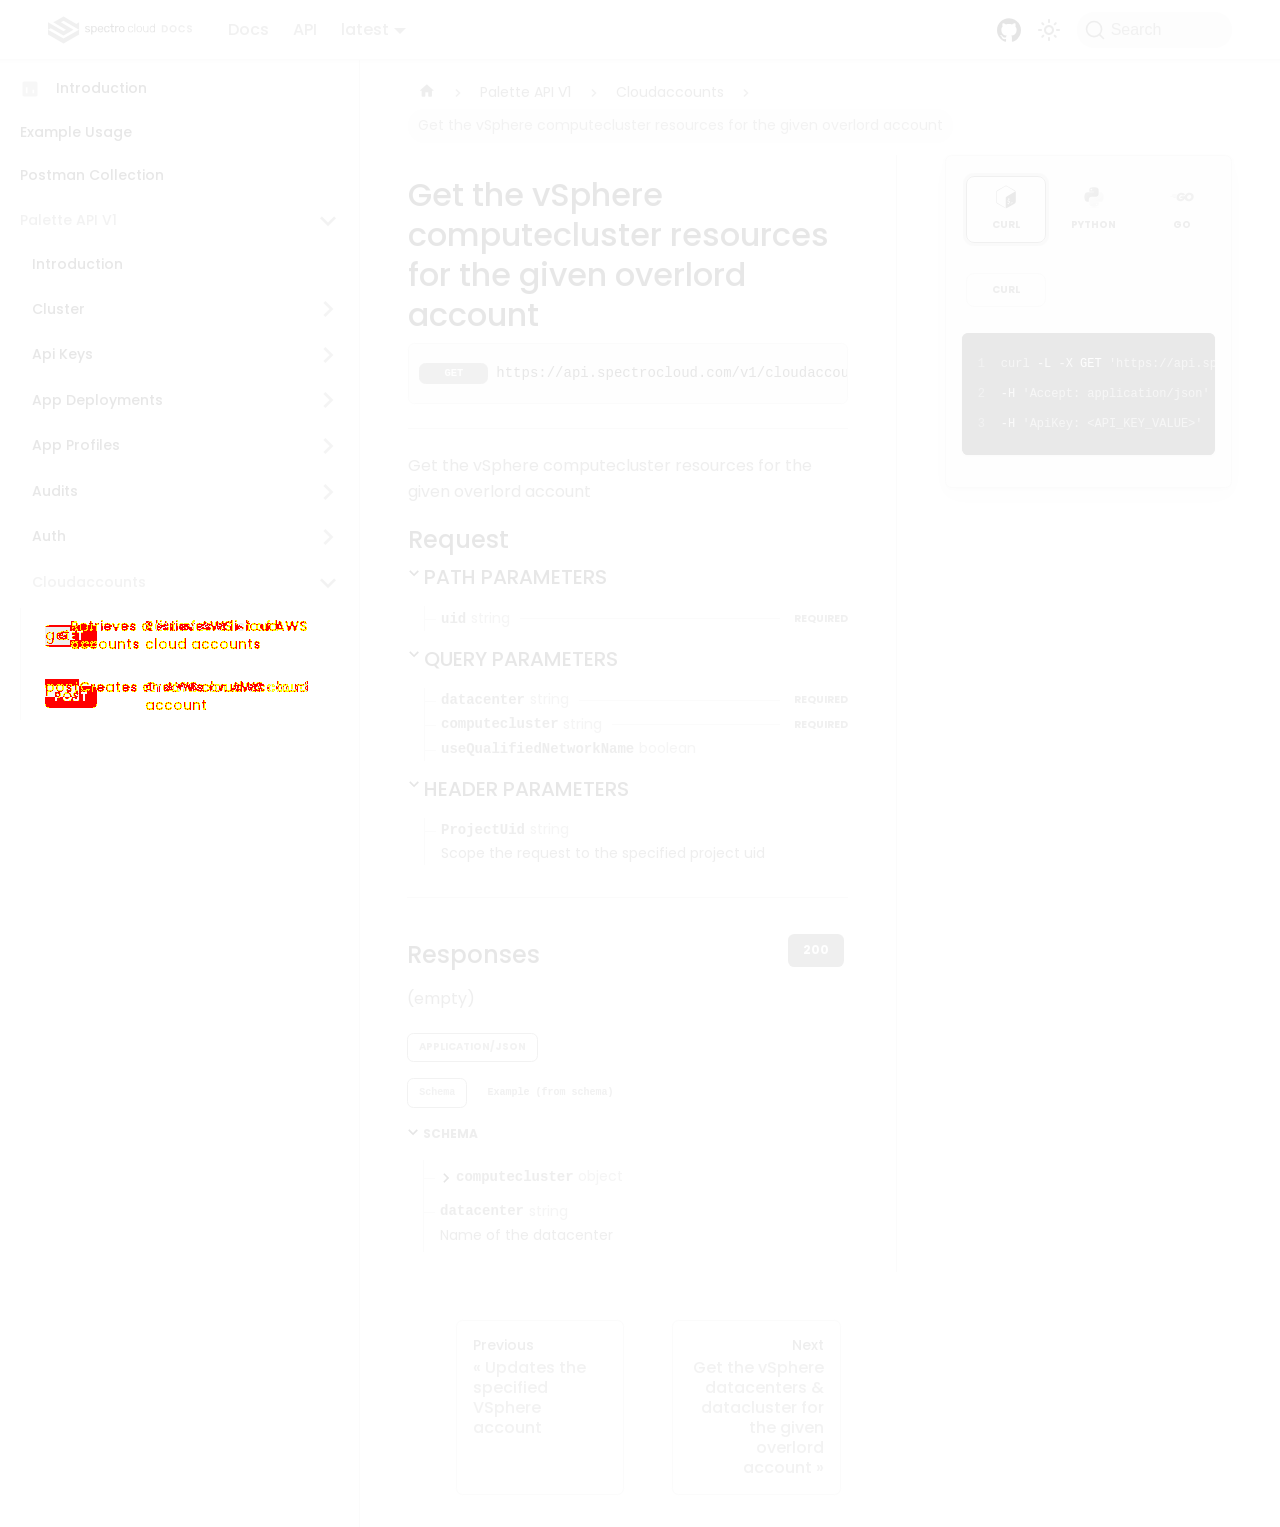 spectro cloud DOCS
Docs
API
latest
Search
Introduction
Example Usage
Postman Collection
Palette API V1
Introduction
Cluster
Api Keys
App Deployments
App Profiles
Audits
Auth
Cloudaccounts
GET
accounts
cloud accounts
POST
account
Palette API V1
Cloudaccounts
Get the vSphere computecluster resources for the given overlord account
Get the vSphere
computecluster resources
for the given overlord
account
GET https://api.spectrocloud.com/v1/cloudaccou
Get the vSphere computecluster resources for the
given overlord account
Request
PATH PARAMETERS
uid string REQUIRED
QUERY PARAMETERS
datacenter string REQUIRED
computecluster string REQUIRED
useQualifiedNetworkName boolean
HEADER PARAMETERS
ProjectUid string
Scope the request to the specified project uid
Responses
200
(empty)
APPLICATION/JSON
Schema
Example (from schema)
SCHEMA
computecluster object
datacenter string
Name of the datacenter
CURL
PYTHON
GO
CURL
1 curl -L -X GET 'https://api.sp
2 -H 'Accept: application/json'
3 -H 'ApiKey: <API_KEY_VALUE>'
Previous
« Updates the
specified
VSphere
account
Next
Get the vSphere
datacenters &
datacluster for
the given
overlord
account »